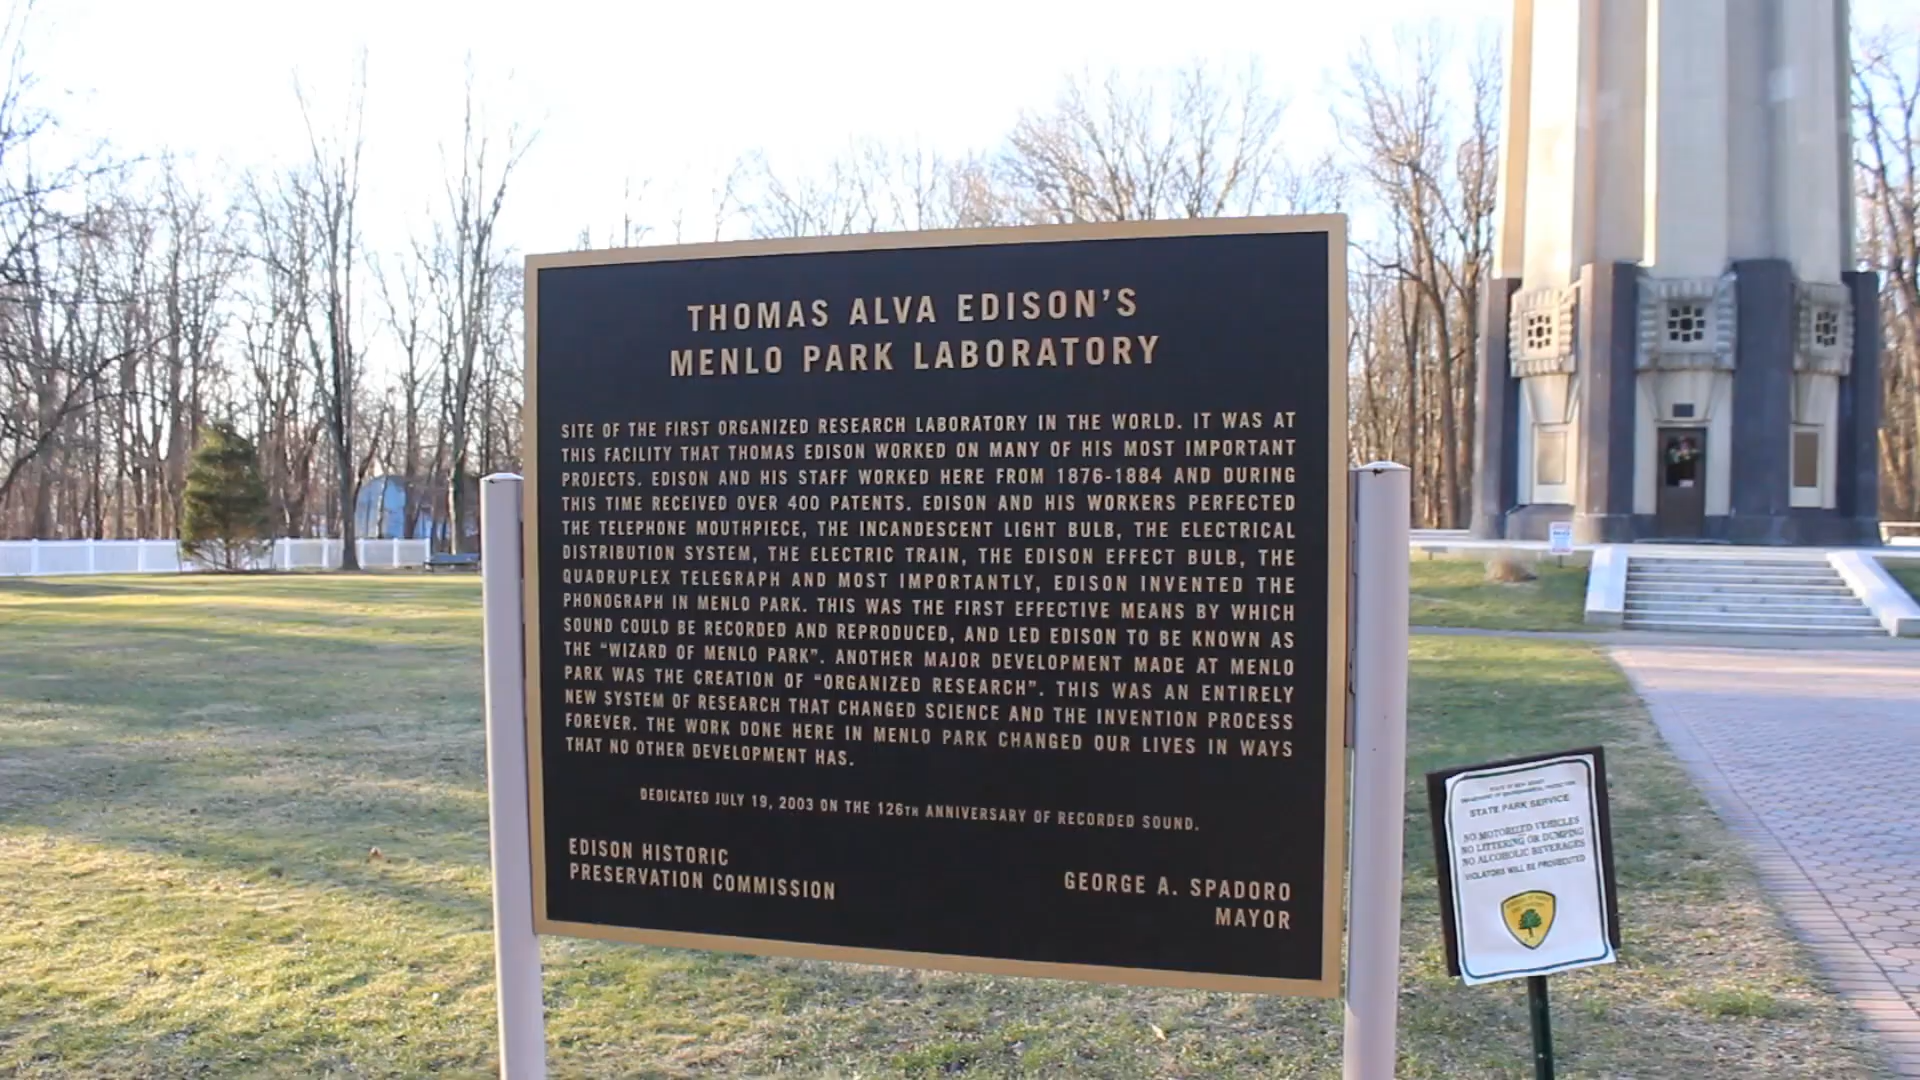 THOMAS ALVA EDISON'S
MENLO PARK LABORATORY
SITE OF THE FIRST ORGANIZED RESEARCH LABORATORY IN THE WORLD. IT WAS AT
THIS FACILITY THAT THOMAS EDISON WORKED ON MANY OF HIS MOST IMPORTANT
PROJECTS. EDISON AND HIS STAFF WORKED HERE FROM 1876-1884 AND DURING
THIS TIME RECEIVED OVER 400 PATENTS. EDISON AND HIS WORKERS PERFECTED
THE TELEPHONE MOUTHPIECE, THE INCANDESCENT LIGHT BULB, THE ELECTRICAL
DISTRIBUTION SYSTEM, THE ELECTRIC TRAIN, THE EDISON EFFECT BULB, THE
QUADRUPLEX TELEGRAPH AND MOST IMPORTANTLY, EDISON INVENTED THE
PHONOGRAPH IN MENLO PARK. THIS WAS THE FIRST EFFECTIVE MEANS BY WHICH
SOUND COULD BE RECORDED AND REPRODUCED, AND LED EDISON TO BE KNOWN AS
THE "WIZARD OF MENLO PARK". ANOTHER MAJOR DEVELOPMENT MADE AT MENLO
PARK WAS THE CREATION OF "ORGANIZED RESEARCH". THIS WAS AN ENTIRELY
NEW SYSTEM OF RESEARCH THAT CHANGED SCIENCE AND THE INVENTION PROCESS
FOREVER. THE WORK DONE HERE IN MENLO PARK CHANGED OUR LIVES IN WAYS
THAT NO OTHER DEVELOPMENT HAS.
DEDICATED JULY 19, 2003 ON THE 126TH ANNIVERSARY OF RECORDED SOUND.
EDISON HISTORIC
PRESERVATION COMMISSION
GEORGE A. SPADORO
MAYOR
STATE OF NEW JERSEY
DEPARTMENT OF ENVIRONMENTAL PROTECTION
STATE PARK SERVICE
NO MOTORIZED VEHICLES
NO LITTERING OR DUMPING
NO ALCOHOLIC BEVERAGES
VIOLATORS WILL BE PROSECUTED